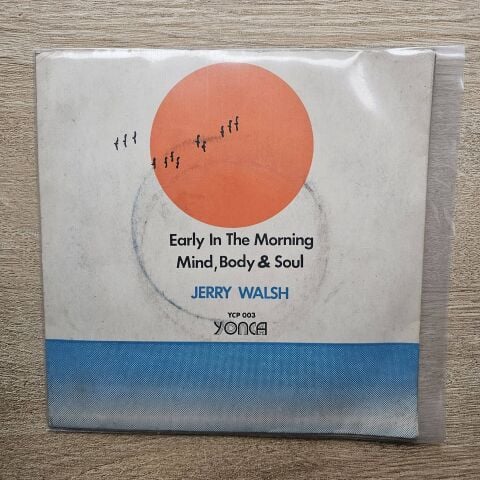 Early In The Morning
Mind, Body & Soul
JERRY WALSH
YCP 003
YONCA